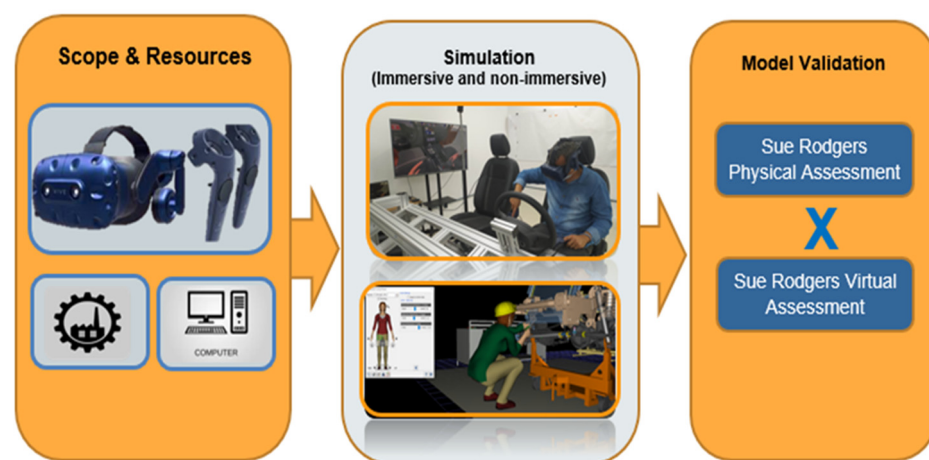 Scope & Resources
COMPUTER
Simulation
(Immersive and non-immersive)
Model Validation
Sue Rodgers
Physical Assessment
X
Sue Rodgers Virtual
Assessment